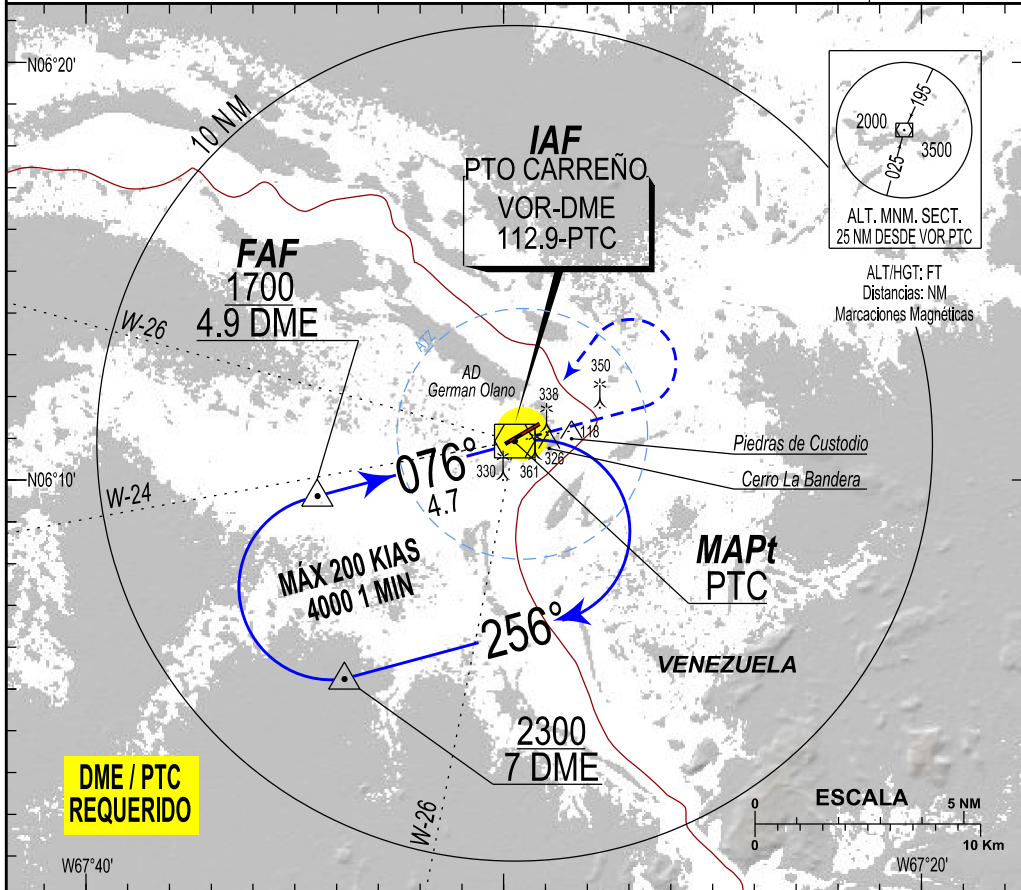 N06°20'
10 NM
IAF
PTO CARREÑO
VOR-DME
112.9-PTC
195
2000
3500
025
ALT. MNM. SECT.
25 NM DESDE VOR PTC
ALT/HGT: FT
Distancias: NM
Marcaciones Magnéticas
FAF
1700
4.9 DME
W-26
A72
AD
German Olano
350
338
118
330
361
326
Piedras de Custodio
Cerro La Bandera
N06°10'
W-24
076°
4.7
MÁX 200 KIAS
4000 1 MIN
MAPt
PTC
256°
VENEZUELA
2300
7 DME
DME / PTC
REQUERIDO
W-26
ESCALA
0
5 NM
0
10 Km
W67°40'
W67°20'